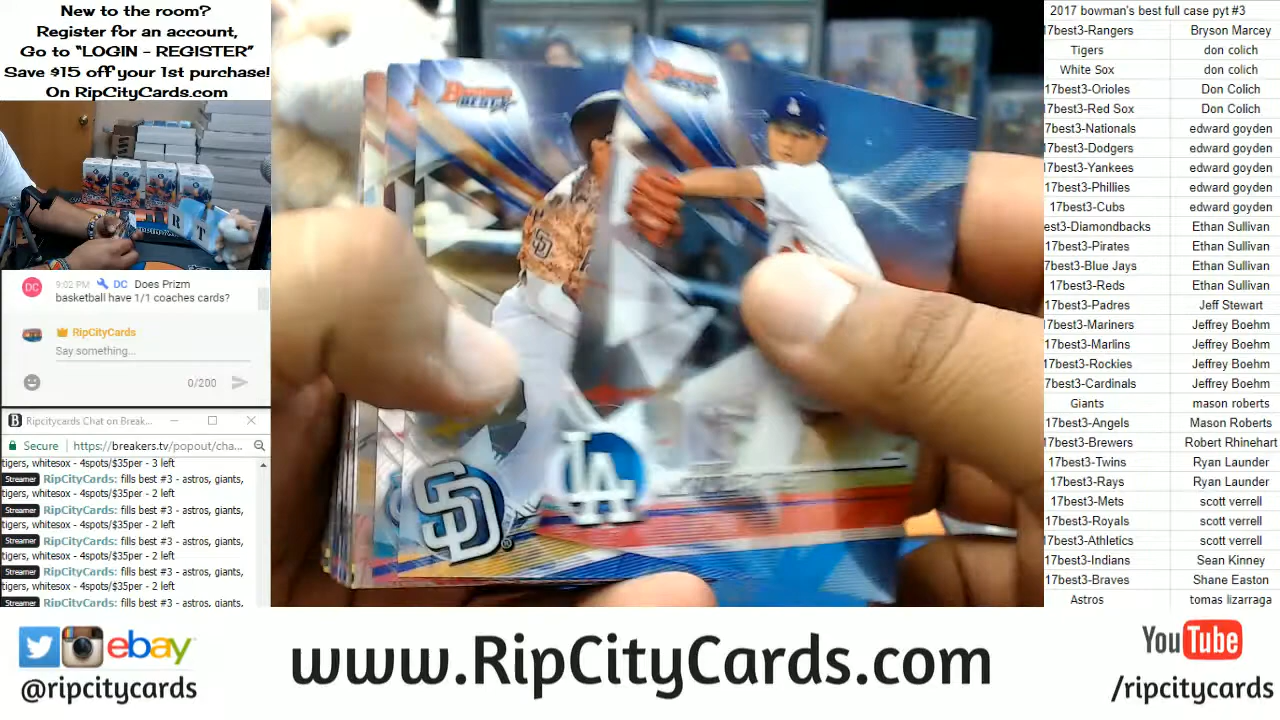 New to the room?
Register for an account,
Go to "LOGIN - REGISTER"
Save $15 off your 1st purchase!
On RipCityCards.com
DC 9:02 PM DC Does Prizm
basketball have 1/1 coaches cards?
RipCityCards
Say something...
0/200
Ripcitycards Chat on Break...
Secure https://breakers.tv/popout/cha...
tigers, whitesox - 4spots/$35per - 3 left
Streamer RipCityCards: fills best #3 - astros, giants,
tigers, whitesox - 4spots/$35per - 2 left
Streamer RipCityCards: fills best #3 - astros, giants,
tigers, whitesox - 4spots/$35per - 2 left
Streamer RipCityCards: fills best #3 - astros, giants,
tigers, whitesox - 4spots/$35per - 2 left
Streamer RipCityCards: fills best #3 - astros, giants,
tigers, whitesox - 4spots/$35per - 2 left
Streamer RipCityCards: fills best #3 - astros, giants,
Bowman's BEST
Bowman's BEST
SD
SD
LA
2017 bowman's best full case pyt #3
17best3-Rangers Bryson Marcey
Tigers don colich
White Sox don colich
17best3-Orioles Don Colich
17best3-Red Sox Don Colich
7best3-Nationals edward goyden
7best3-Dodgers edward goyden
7best3-Yankees edward goyden
17best3-Phillies edward goyden
17best3-Cubs edward goyden
est3-Diamondbacks Ethan Sullivan
17best3-Pirates Ethan Sullivan
7best3-Blue Jays Ethan Sullivan
17best3-Reds Ethan Sullivan
17best3-Padres Jeff Stewart
7best3-Mariners Jeffrey Boehm
17best3-Marlins Jeffrey Boehm
7best3-Rockies Jeffrey Boehm
7best3-Cardinals Jeffrey Boehm
Giants mason roberts
17best3-Angels Mason Roberts
7best3-Brewers Robert Rhinehart
17best3-Twins Ryan Launder
17best3-Rays Ryan Launder
17best3-Mets scott verrell
17best3-Royals scott verrell
7best3-Athletics scott verrell
17best3-Indians Sean Kinney
17best3-Braves Shane Easton
Astros tomas lizarraga
ebay
@ripcitycards
www.RipCityCards.com
YouTube
/ripcitycards